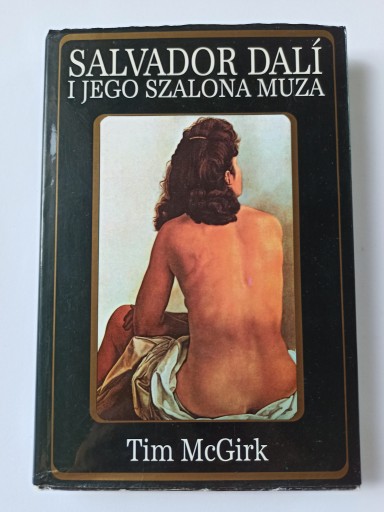 SALVADOR DALÍ
I JEGO SZALONA MUZA
Tim McGirk